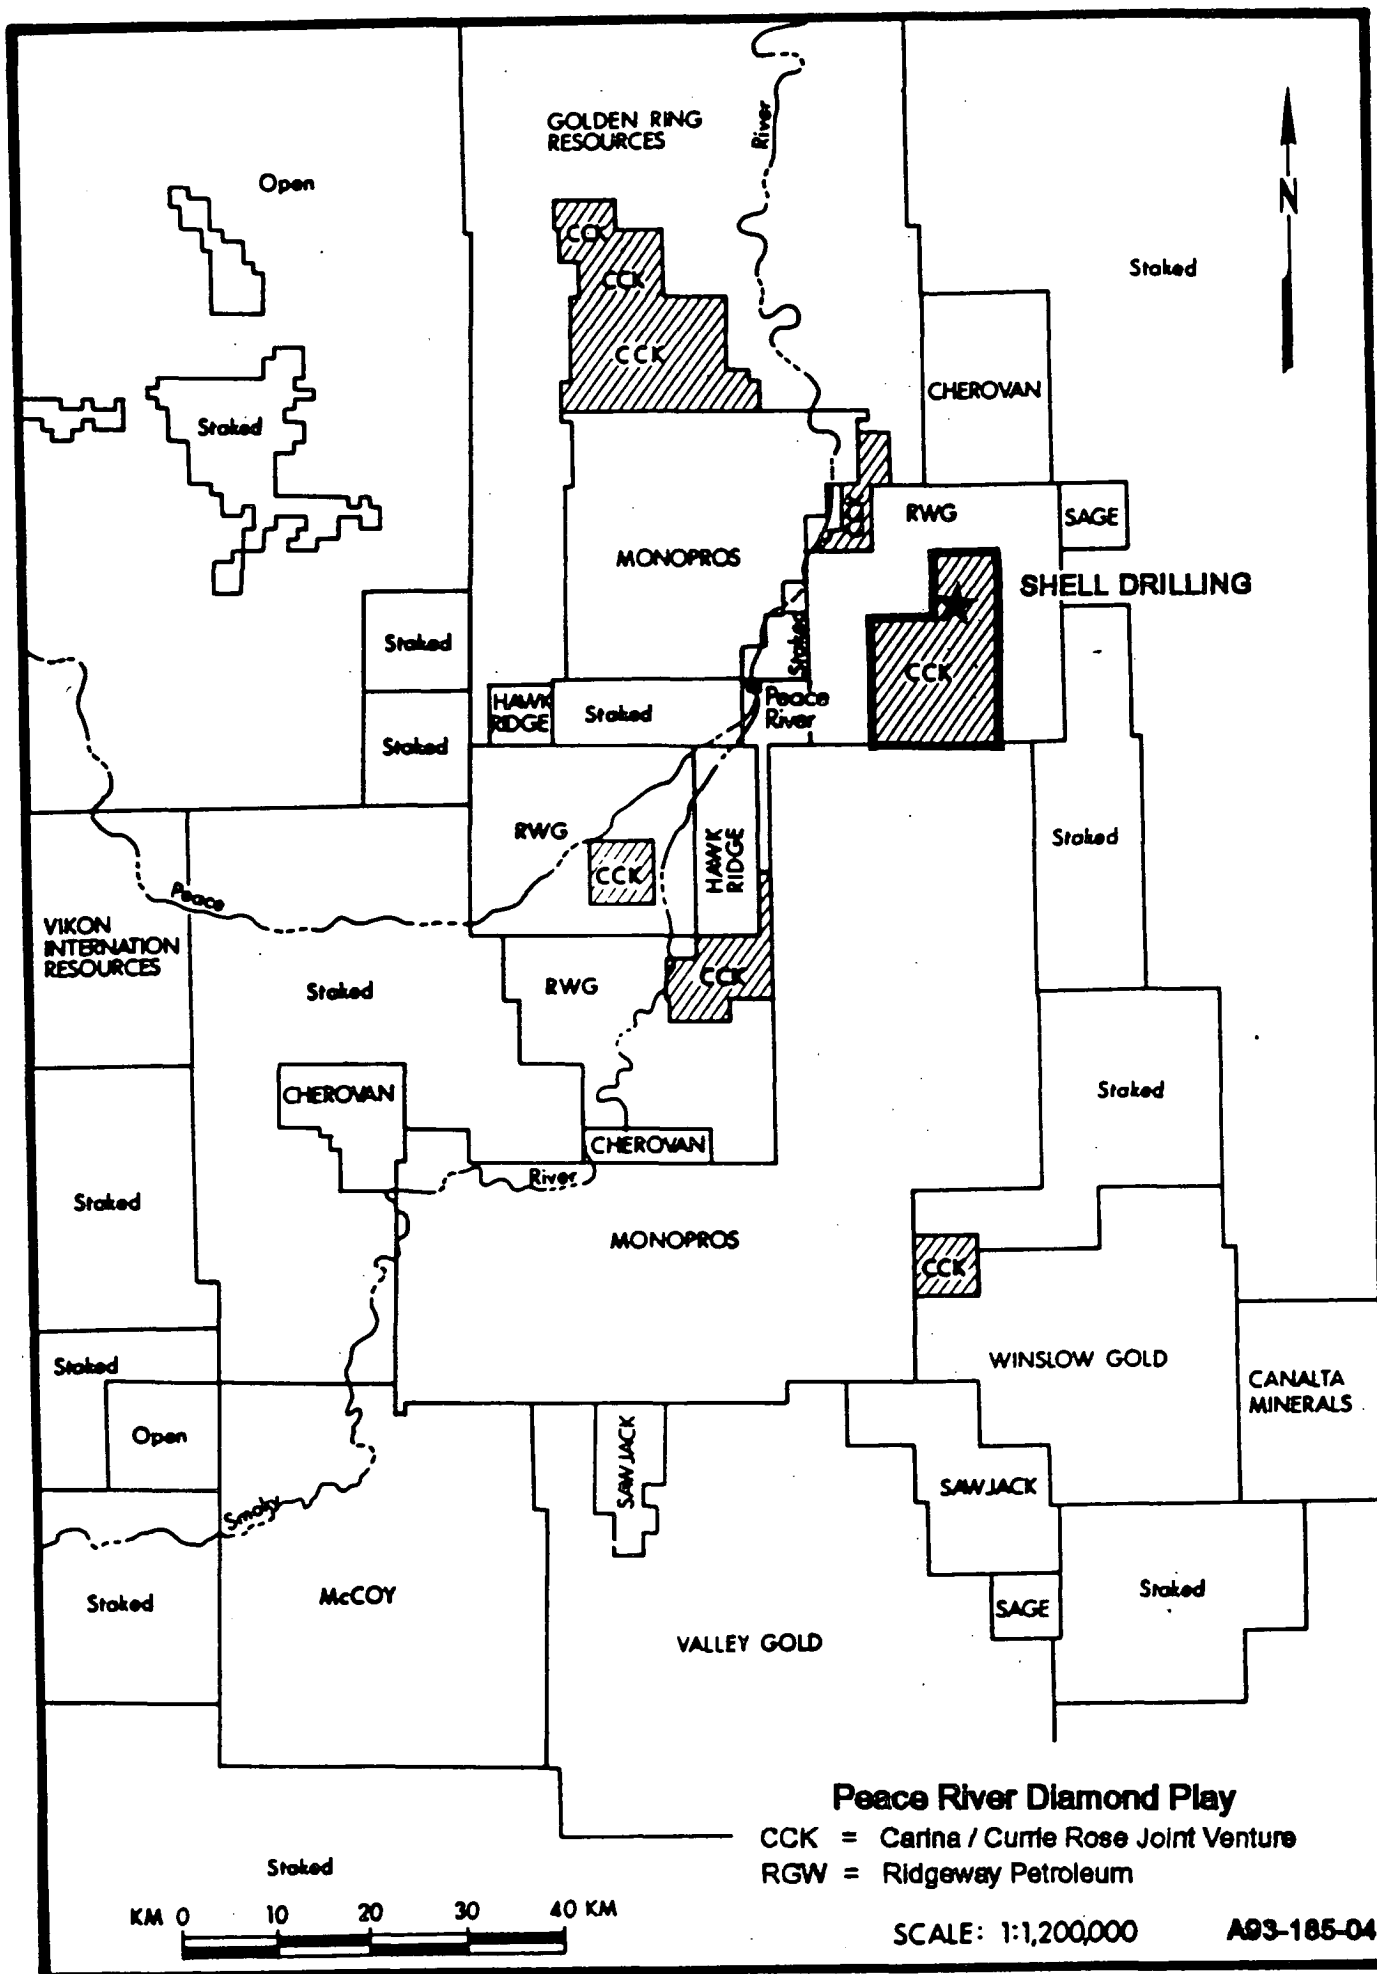 GOLDEN RING
RESOURCES
River
N
Open
CCK
Staked
CCK
CCK
CHEROVAN
Staked
RWG
SAGE
MONOPROS
SHELL DRILLING
Staked
Staked
CCK
HAWK
RIDGE
Staked
Peace
River
Staked
RWG
HAWK
RIDGE
Staked
CCK
Peace
VIKON
INTERNATION
RESOURCES
Staked
RWG
CCK
CHEROVAN
Staked
CHEROVAN
River
Staked
MONOPROS
CCK
WINSLOW GOLD
Staked
CANALTA
MINERALS
Open
SAWJACK
SAWJACK
Smoky
Staked
McCOY
SAGE
Staked
VALLEY GOLD
Peace River Diamond Play
CCK = Carina / Currie Rose Joint Venture
RGW = Ridgeway Petroleum
Staked
KM 0 10 20 30 40 KM
SCALE: 1:1,200,000 A93-185-04